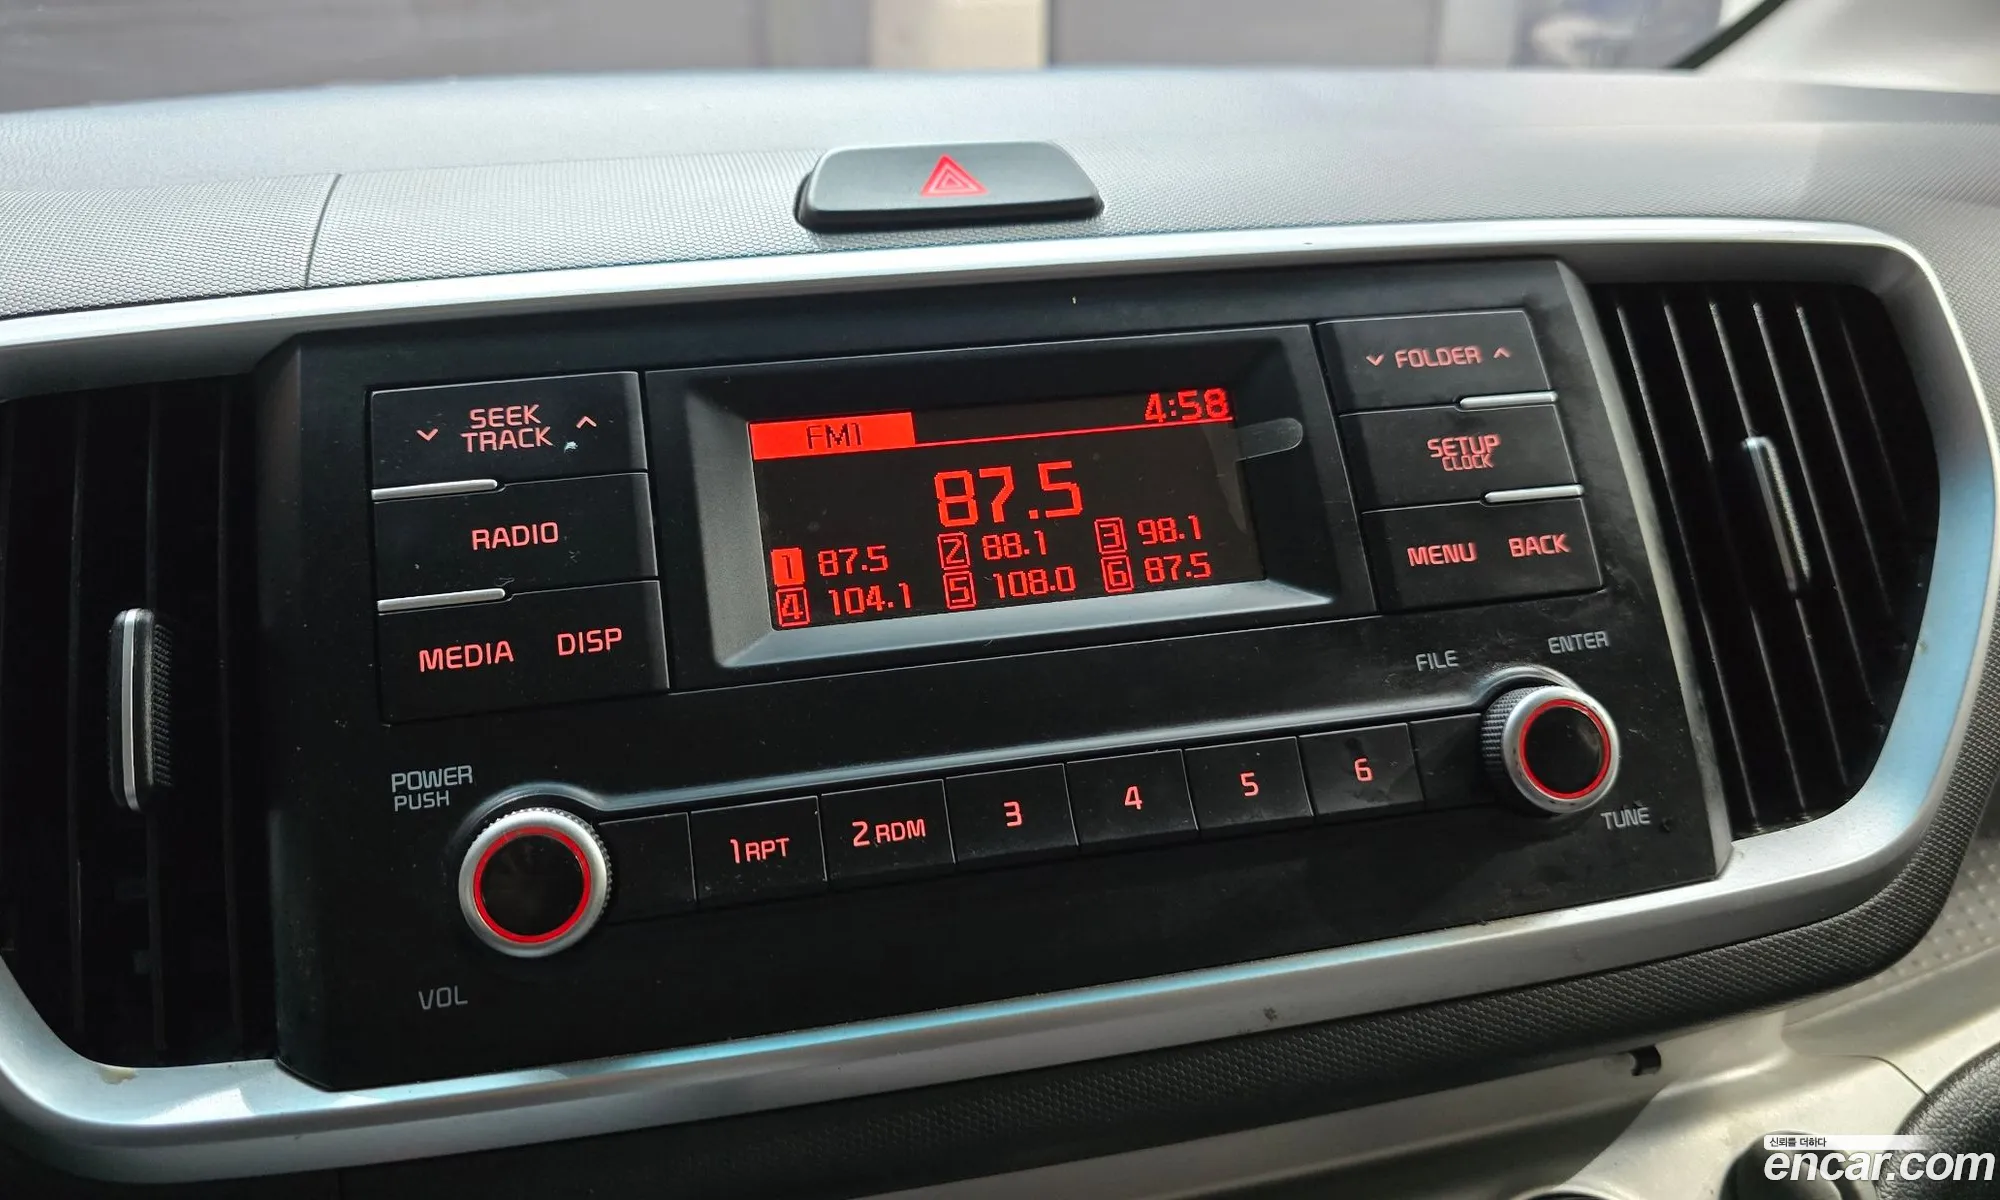 SEEK
TRACK
RADIO
MEDIA DISP
FM1 4:58
87.5
1 87.5 2 88.1 3 98.1
4 104.1 5 108.0 6 87.5
FOLDER
SETUP
CLOCK
MENU BACK
FILE ENTER
TUNE
POWER
PUSH
VOL
1 RPT 2 RDM 3 4 5 6
신뢰를 더하다
encar.com